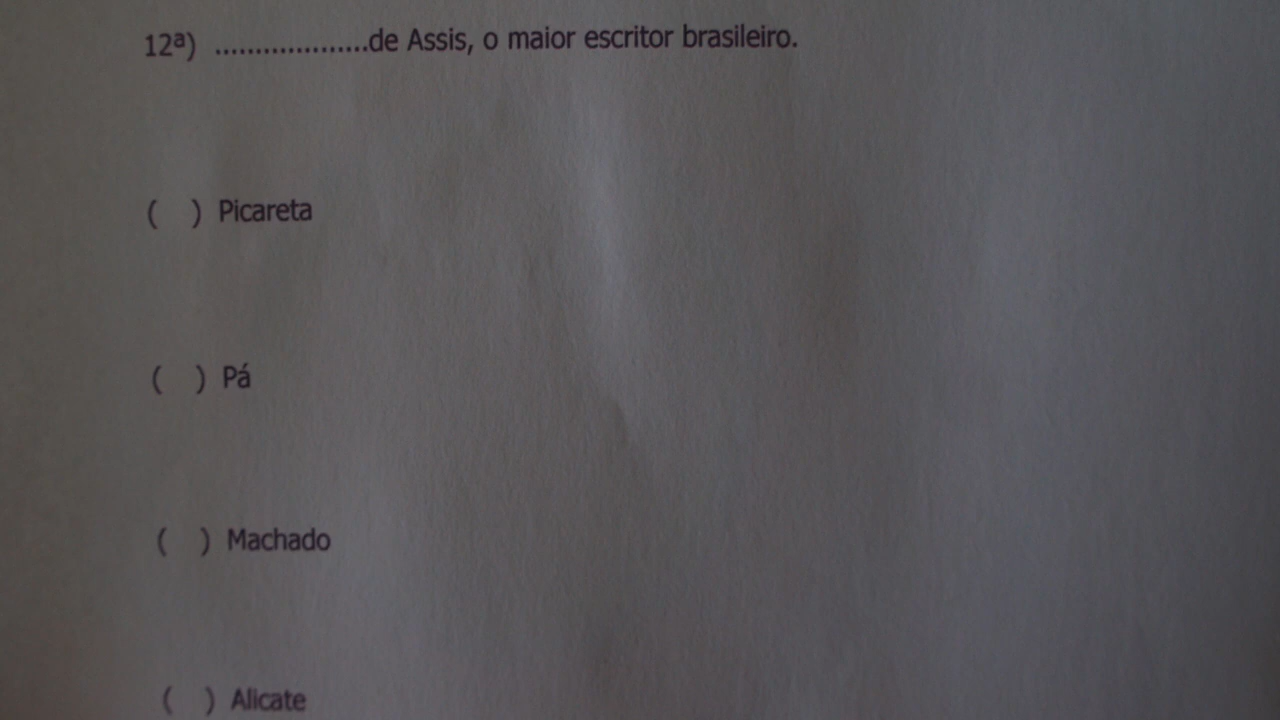 12ª) ...................de Assis, o maior escritor brasileiro.
( ) Picareta
( ) Pá
( ) Machado
( ) Alicate